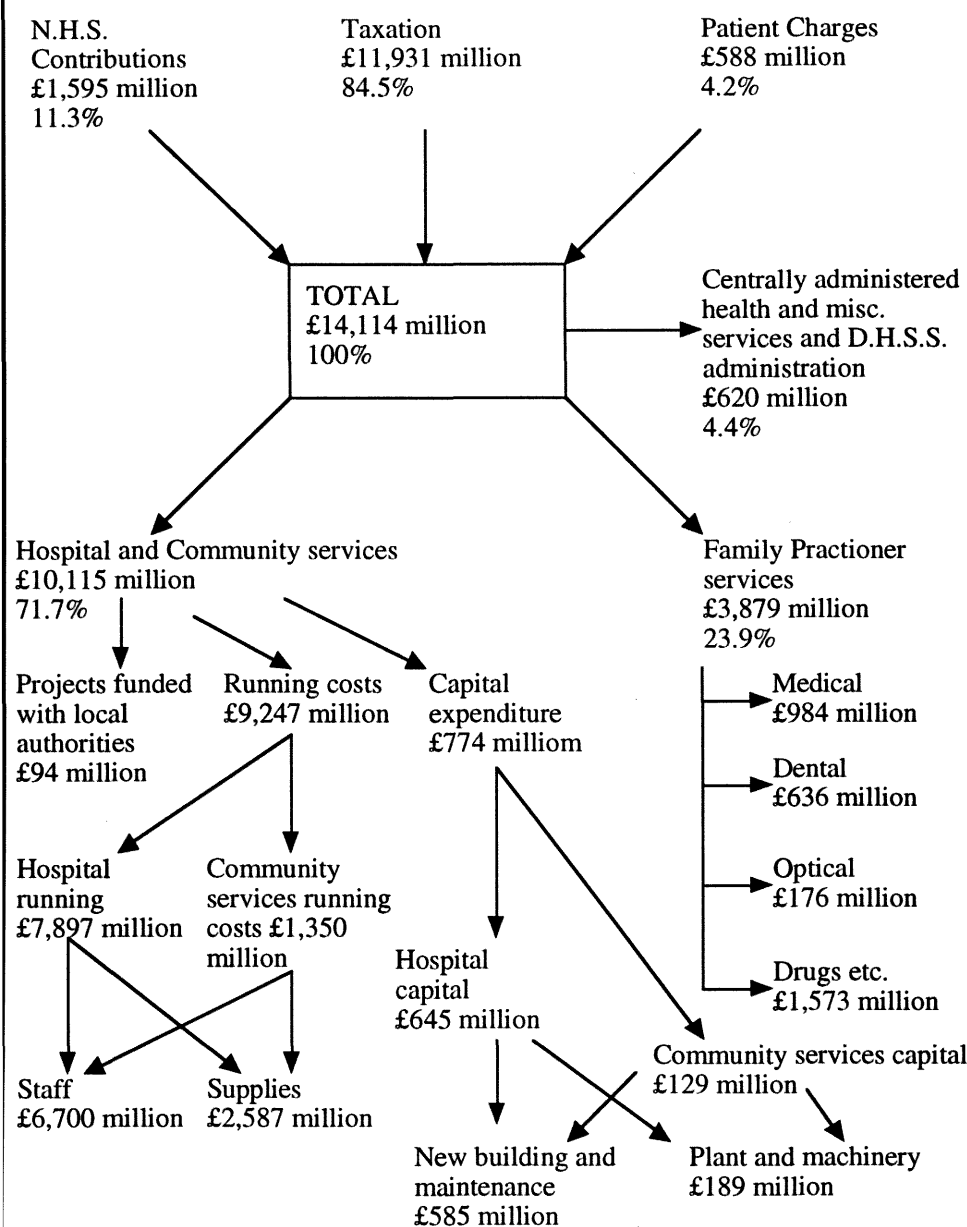 N.H.S.
Contributions
£1,595 million
11.3%
Taxation
£11,931 million
84.5%
Patient Charges
£588 million
4.2%
TOTAL
£14,114 million
100%
Centrally administered
health and misc.
services and D.H.S.S.
administration
£620 million
4.4%
Hospital and Community services
£10,115 million
71.7%
Family Practioner
services
£3,879 million
23.9%
Projects funded
with local
authorities
£94 million
Running costs
£9,247 million
Capital
expenditure
£774 milliom
Medical
£984 million
Dental
£636 million
Optical
£176 million
Drugs etc.
£1,573 million
Hospital
running
£7,897 million
Community
services running
costs £1,350
million
Hospital
capital
£645 million
Community services capital
£129 million
Staff
£6,700 million
Supplies
£2,587 million
New building and
maintenance
£585 million
Plant and machinery
£189 million